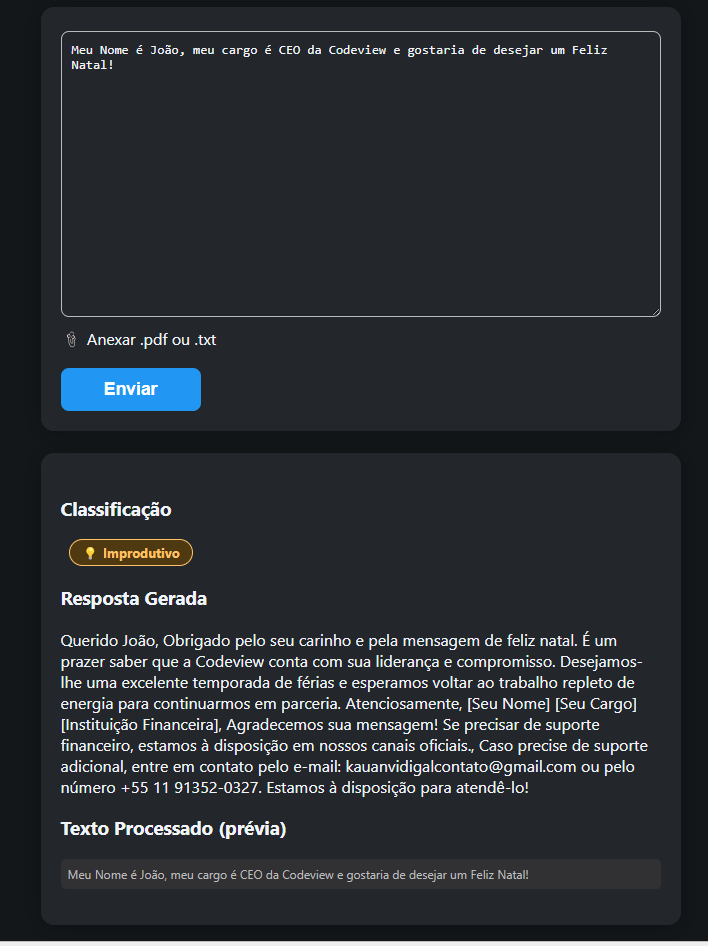 Meu Nome é João, meu cargo é CEO da Codeview e gostaria de desejar um Feliz
Natal!
Anexar .pdf ou .txt
Enviar
Classificação
Improdutivo
Resposta Gerada
Querido João, Obrigado pelo seu carinho e pela mensagem de feliz natal. É um
prazer saber que a Codeview conta com sua liderança e compromisso. Desejamos-
lhe uma excelente temporada de férias e esperamos voltar ao trabalho repleto de
energia para continuarmos em parceria. Atenciosamente, [Seu Nome] [Seu Cargo]
[Instituição Financeira], Agradecemos sua mensagem! Se precisar de suporte
financeiro, estamos à disposição em nossos canais oficiais., Caso precise de suporte
adicional, entre em contato pelo e-mail: kauanvidigalcontato@gmail.com ou pelo
número +55 11 91352-0327. Estamos à disposição para atendê-lo!
Texto Processado (prévia)
Meu Nome é João, meu cargo é CEO da Codeview e gostaria de desejar um Feliz Natal!